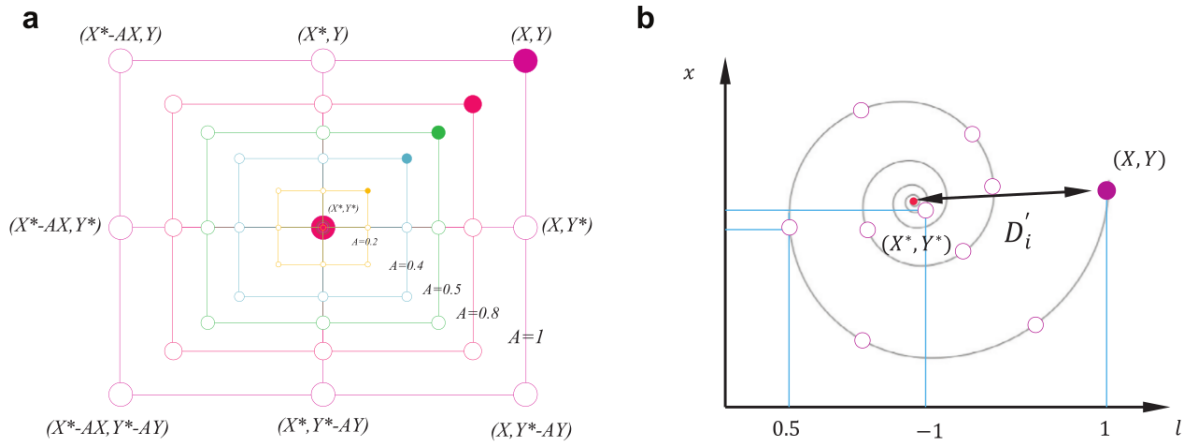 a
(X*-AX,Y)
(X*,Y)
(X,Y)
(X*-AX,Y*)
(X*,Y*)
(X,Y*)
A=0.2
A=0.4
A=0.5
A=0.8
A=1
(X*-AX,Y*-AY)
(X*,Y*-AY)
(X,Y*-AY)
b
x
(X,Y)
(X*,Y*)
D'i
0.5
−1
1
l